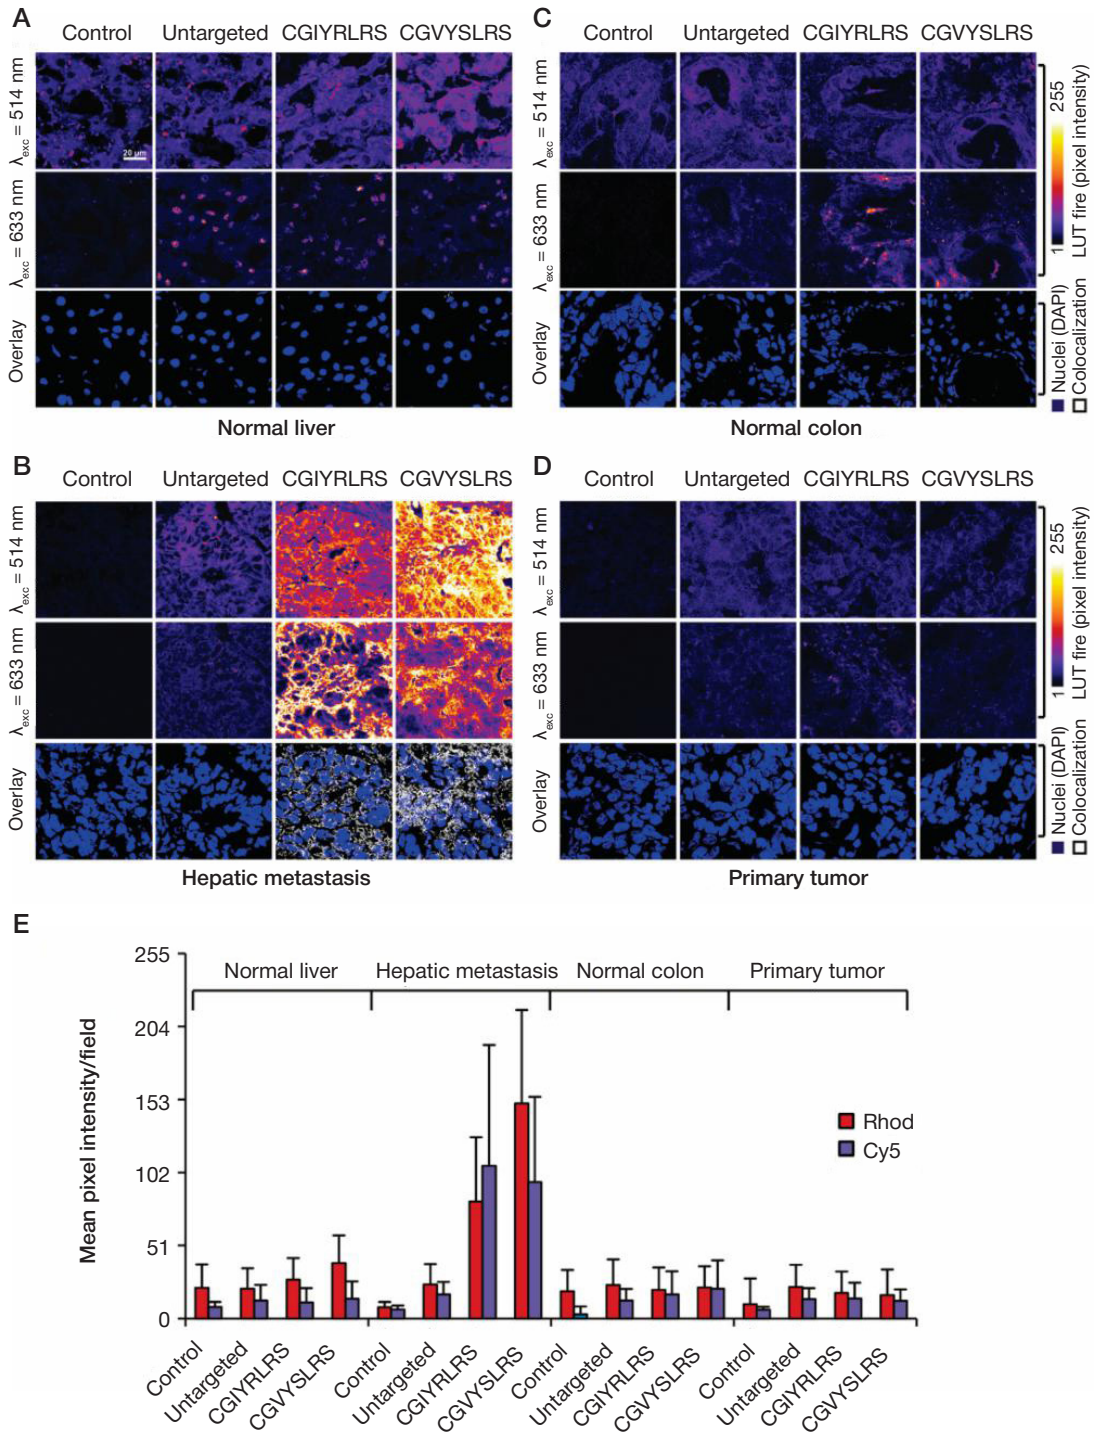 A
Control Untargeted CGIYRLRS CGVYSLRS
λexc = 514 nm
20 µm
λexc = 633 nm
Overlay
Normal liver
C
Control Untargeted CGIYRLRS CGVYSLRS
λexc = 514 nm
λexc = 633 nm
Overlay
Normal colon
1 255
LUT fire (pixel intensity)
Nuclei (DAPI)
Colocalization
B
Control Untargeted CGIYRLRS CGVYSLRS
λexc = 514 nm
λexc = 633 nm
Overlay
Hepatic metastasis
D
Control Untargeted CGIYRLRS CGVYSLRS
λexc = 514 nm
λexc = 633 nm
Overlay
Primary tumor
1 255
LUT fire (pixel intensity)
Nuclei (DAPI)
Colocalization
E
Mean pixel intensity/field
255
204
153
102
51
0
Normal liver Hepatic metastasis Normal colon Primary tumor
Rhod
Cy5
Control
Untargeted
CGIYRLRS
CGVYSLRS
Control
Untargeted
CGIYRLRS
CGVYSLRS
Control
Untargeted
CGIYRLRS
CGVYSLRS
Control
Untargeted
CGIYRLRS
CGVYSLRS